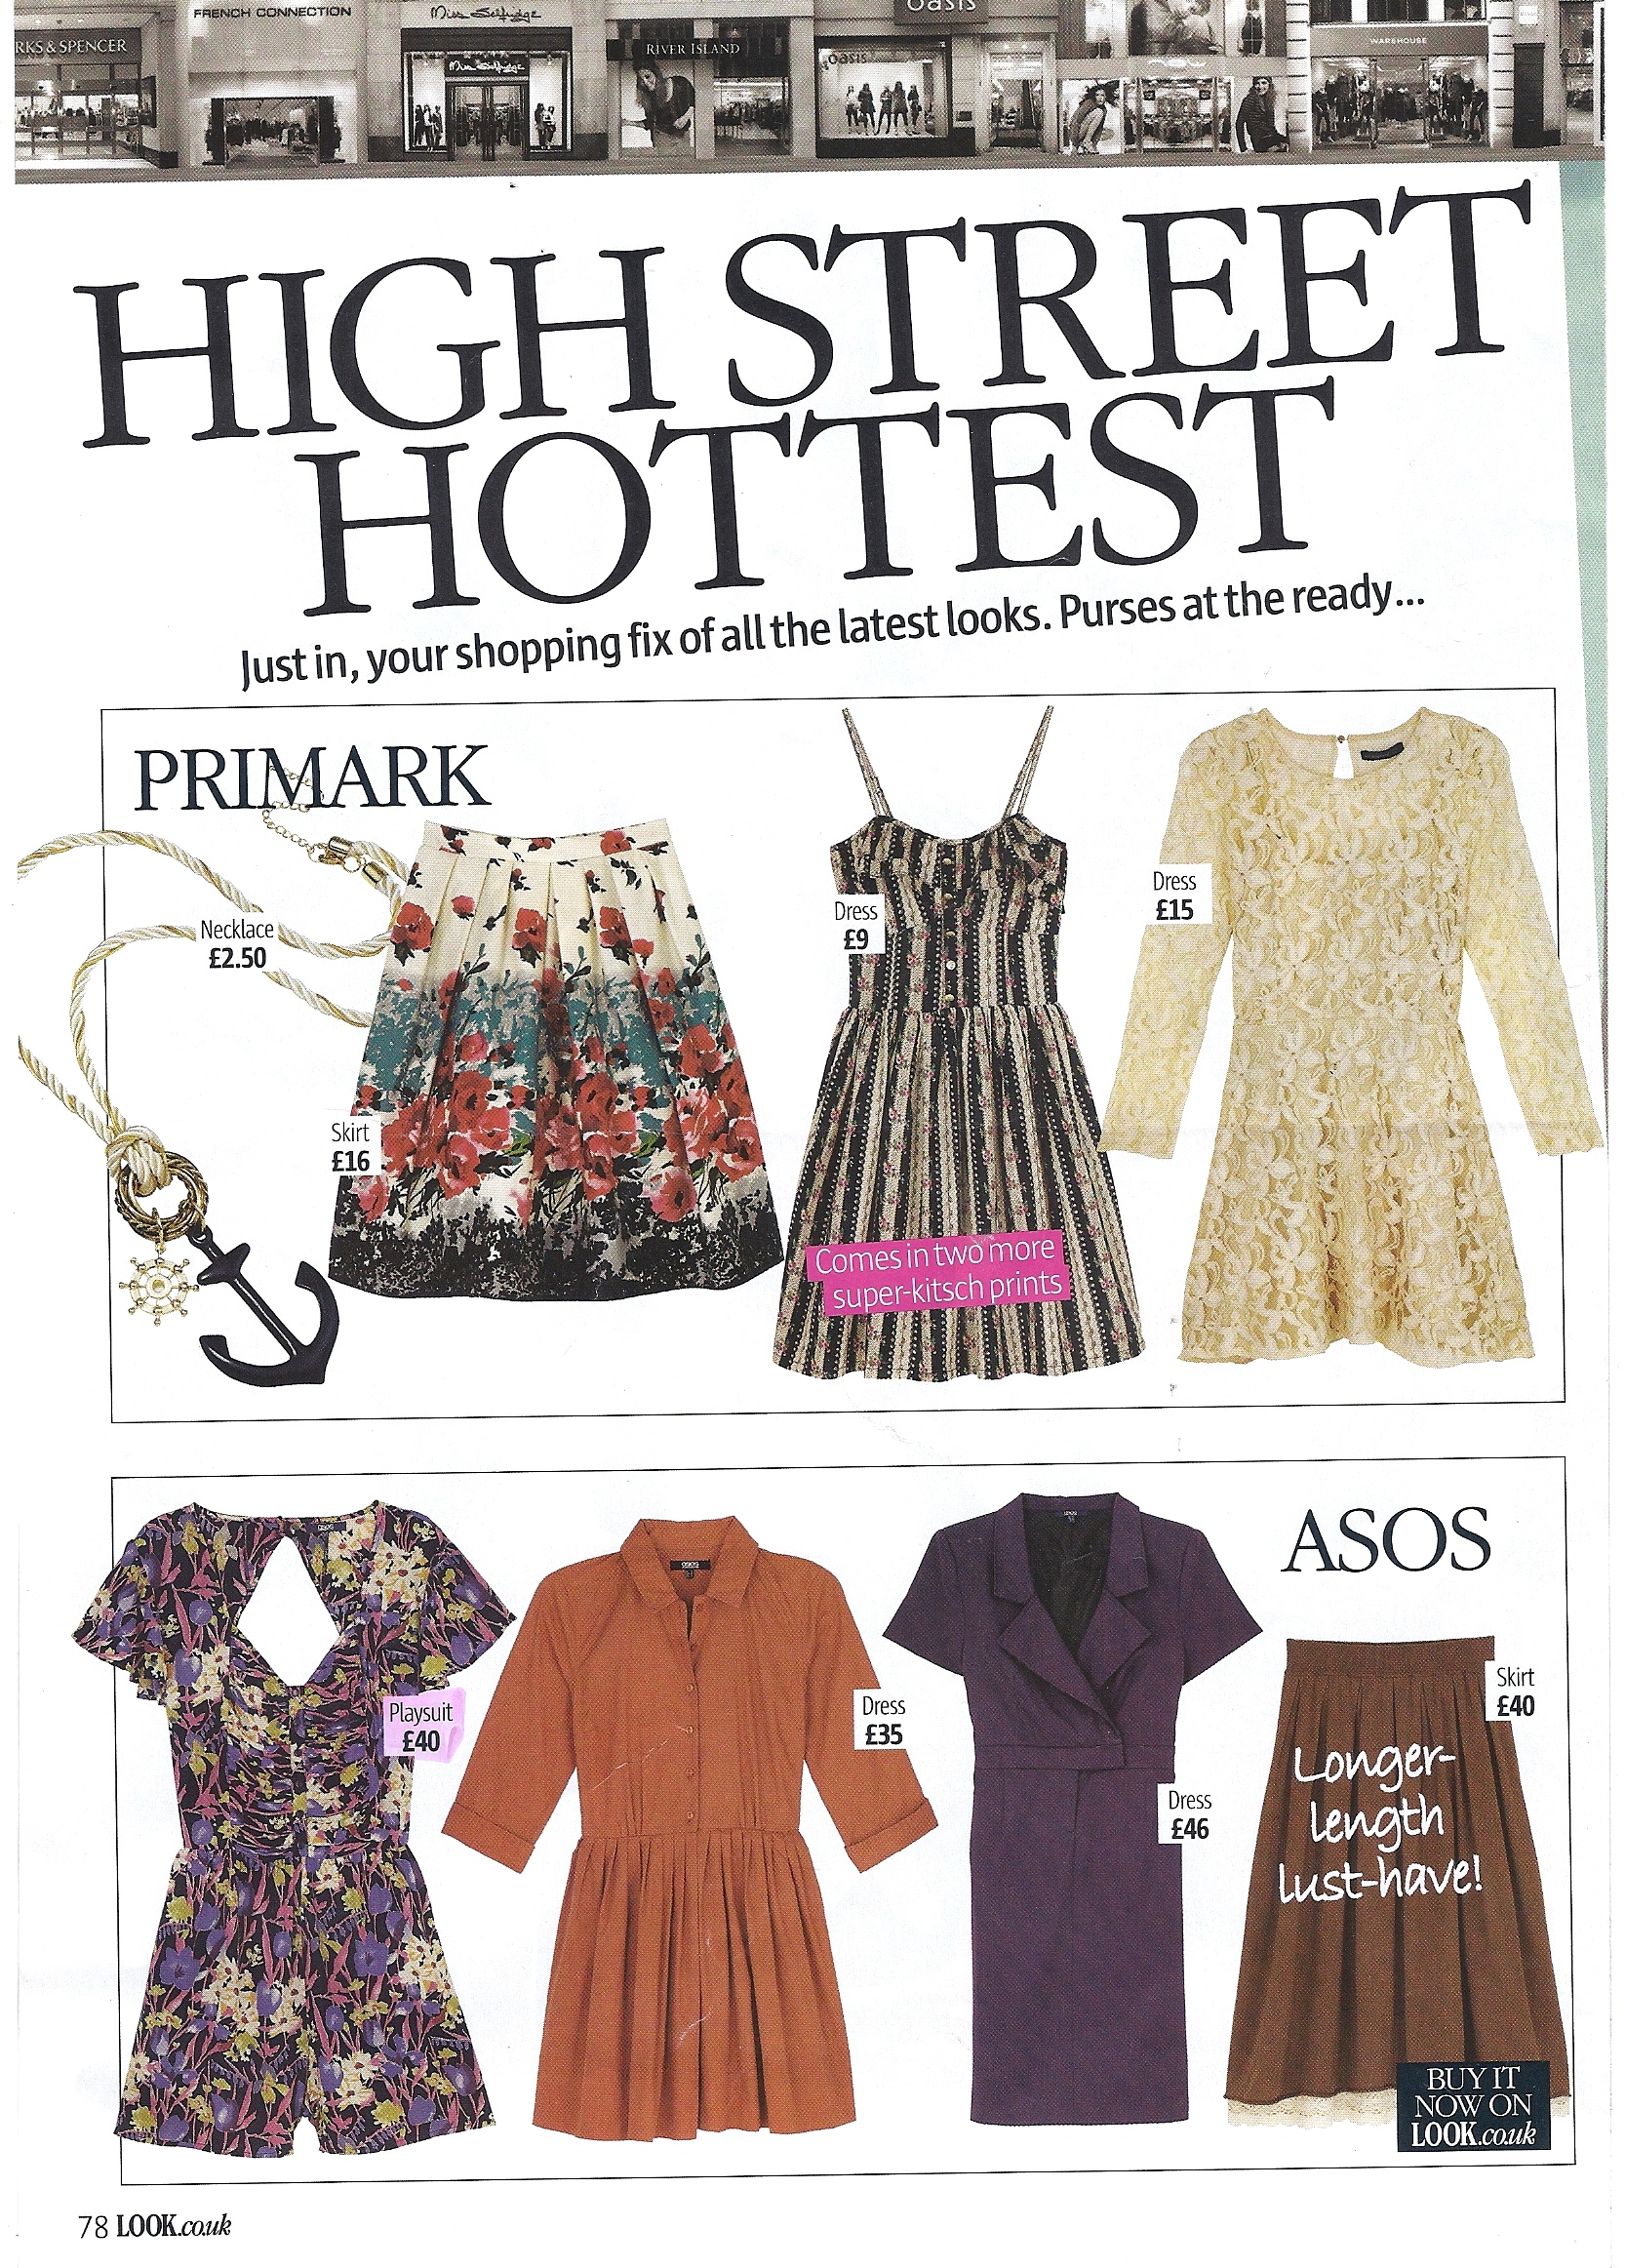 RKS & SPENCER
FRENCH CONNECTION
Miss Selfridge
Miss Selfridge
RIVER ISLAND
Oasis
oasis
WAREHOUSE
HIGH STREET
HOTTEST
Just in, your shopping fix of all the latest looks. Purses at the ready...
PRIMARK
Necklace
£2.50
Skirt
£16
Dress
£9
Comes in two more
super-kitsch prints
Dress
£15
ASOS
Playsuit
£40
asos
Dress
£35
Dress
£46
Skirt
£40
Longer-
length
lust-have!
BUY IT
NOW ON
LOOK.co.uk
78 LOOK.co.uk